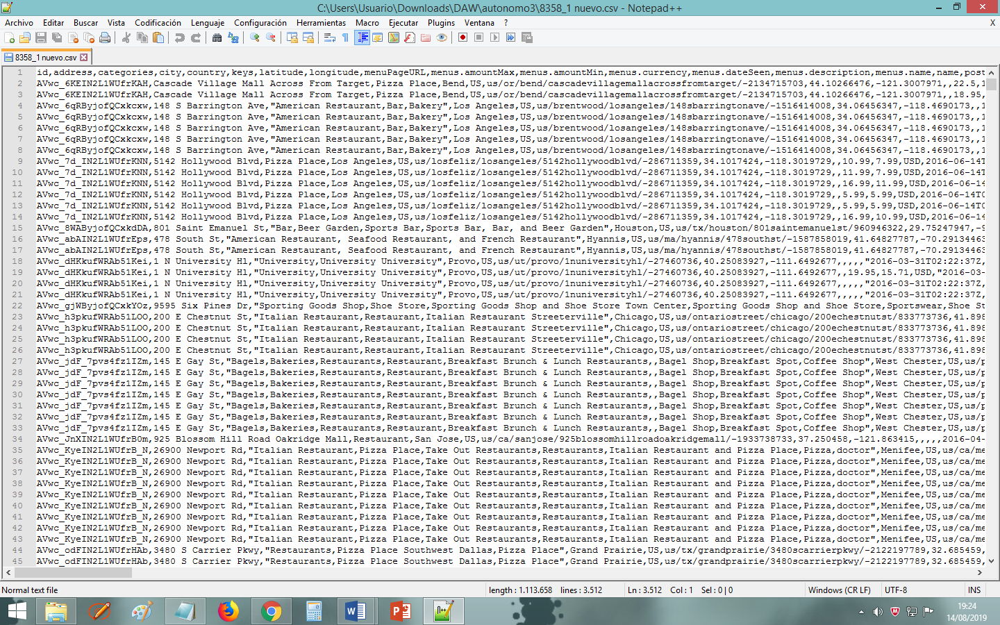 C:\Users\Usuario\Downloads\DAW\autonomo3\8358_1 nuevo.csv - Notepad++
Archivo Editar Buscar Vista Codificación Lenguaje Configuración Herramientas Macro Ejecutar Plugins Ventana ? X
8358_1 nuevo.csv
1 id,address,categories,city,country,keys,latitude,longitude,menuPageURL,menus.amountMax,menus.amountMin,menus.currency,menus.dateSeen,menus.description,menus.name,name,post
2 AVwc_6KEIN2L1WUfrKAH,Cascade Village Mall Across From Target,Pizza Place,Bend,US,us/or/bend/cascadevillagemallacrossfromtarget/-2134715703,44.10266476,-121.3007971,,22.5,1
3 AVwc_6KEIN2L1WUfrKAH,Cascade Village Mall Across From Target,Pizza Place,Bend,US,us/or/bend/cascadevillagemallacrossfromtarget/-2134715703,44.10266476,-121.3007971,,18.95,
4 AVwc_6qRByjofQCxkcxw,148 S Barrington Ave,"American Restaurant,Bar,Bakery",Los Angeles,US,us/brentwood/losangeles/148sbarringtonave/-1516414008,34.06456347,-118.4690173,,1
5 AVwc_6qRByjofQCxkcxw,148 S Barrington Ave,"American Restaurant,Bar,Bakery",Los Angeles,US,us/brentwood/losangeles/148sbarringtonave/-1516414008,34.06456347,-118.4690173,,
6 AVwc_6qRByjofQCxkcxw,148 S Barrington Ave,"American Restaurant,Bar,Bakery",Los Angeles,US,us/brentwood/losangeles/148sbarringtonave/-1516414008,34.06456347,-118.4690173,,1
7 AVwc_6qRByjofQCxkcxw,148 S Barrington Ave,"American Restaurant,Bar,Bakery",Los Angeles,US,us/brentwood/losangeles/148sbarringtonave/-1516414008,34.06456347,-118.4690173,,1
8 AVwc_6qRByjofQCxkcxw,148 S Barrington Ave,"American Restaurant,Bar,Bakery",Los Angeles,US,us/brentwood/losangeles/148sbarringtonave/-1516414008,34.06456347,-118.4690173,,1
9 AVwc_7d_IN2L1WUfrKNN,5142 Hollywood Blvd,Pizza Place,Los Angeles,US,us/losfeliz/losangeles/5142hollywoodblvd/-286711359,34.1017424,-118.3019729,,10.99,7.99,USD,2016-06-14T
10 AVwc_7d_IN2L1WUfrKNN,5142 Hollywood Blvd,Pizza Place,Los Angeles,US,us/losfeliz/losangeles/5142hollywoodblvd/-286711359,34.1017424,-118.3019729,,11.99,7.99,USD,2016-06-14T
11 AVwc_7d_IN2L1WUfrKNN,5142 Hollywood Blvd,Pizza Place,Los Angeles,US,us/losfeliz/losangeles/5142hollywoodblvd/-286711359,34.1017424,-118.3019729,,16.99,11.99,USD,2016-06-14
12 AVwc_7d_IN2L1WUfrKNN,5142 Hollywood Blvd,Pizza Place,Los Angeles,US,us/losfeliz/losangeles/5142hollywoodblvd/-286711359,34.1017424,-118.3019729,,5.99,5.99,USD,2016-06-14T0
13 AVwc_7d_IN2L1WUfrKNN,5142 Hollywood Blvd,Pizza Place,Los Angeles,US,us/losfeliz/losangeles/5142hollywoodblvd/-286711359,34.1017424,-118.3019729,,5.99,5.99,USD,2016-06-14T0
14 AVwc_7d_IN2L1WUfrKNN,5142 Hollywood Blvd,Pizza Place,Los Angeles,US,us/losfeliz/losangeles/5142hollywoodblvd/-286711359,34.1017424,-118.3019729,,16.99,10.99,USD,2016-06-14
15 AVwc_8WAByjofQCxkdDA,801 Saint Emanuel St,"Bar,Beer Garden,Sports Bar,Sports Bar, Bar, and Beer Garden",Houston,US,us/tx/houston/801saintemanuelst/960946322,29.75247947,-9
16 AVwc_abAIN2L1WUfrEps,478 South St,"American Restaurant, Seafood Restaurant, and French Restaurant",Hyannis,US,us/ma/hyannis/478southst/-1587858019,41.64827787,-70.29134463
17 AVwc_abAIN2L1WUfrEps,478 South St,"American Restaurant, Seafood Restaurant, and French Restaurant",Hyannis,US,us/ma/hyannis/478southst/-1587858019,41.64827787,-70.29134463
18 AVwc_dHKkufWRAb51Kei,1 N University Hl,"University,University University",Provo,US,us/ut/provo/1nuniversityhl/-27460736,40.25083927,-111.6492677,,,,,"2016-03-31T02:22:37Z,
19 AVwc_dHKkufWRAb51Kei,1 N University Hl,"University,University University",Provo,US,us/ut/provo/1nuniversityhl/-27460736,40.25083927,-111.6492677,,19.95,15.71,USD,"2016-03-
20 AVwc_dHKkufWRAb51Kei,1 N University Hl,"University,University University",Provo,US,us/ut/provo/1nuniversityhl/-27460736,40.25083927,-111.6492677,,,,,"2016-03-31T02:22:37Z,
21 AVwc_dHKkufWRAb51Kei,1 N University Hl,"University,University University",Provo,US,us/ut/provo/1nuniversityhl/-27460736,40.25083927,-111.6492677,,,,,"2016-03-31T02:22:37Z,
22 AVwc_gjWByjofQCxkYOz,9595 Six Pines Dr,"Sporting Goods Shop,Shoe Store,Sporting Goods Shop and Shoe Store Town Center,Sporting Goods Shop and Shoe Store,Sportswear,Shoe St
23 AVwc_h3pkufWRAb51LOO,200 E Chestnut St,"Italian Restaurant,Restaurant,Italian Restaurant Streeterville",Chicago,US,us/ontariostreet/chicago/200echestnutst/833773736,41.898
24 AVwc_h3pkufWRAb51LOO,200 E Chestnut St,"Italian Restaurant,Restaurant,Italian Restaurant Streeterville",Chicago,US,us/ontariostreet/chicago/200echestnutst/833773736,41.898
25 AVwc_h3pkufWRAb51LOO,200 E Chestnut St,"Italian Restaurant,Restaurant,Italian Restaurant Streeterville",Chicago,US,us/ontariostreet/chicago/200echestnutst/833773736,41.898
26 AVwc_h3pkufWRAb51LOO,200 E Chestnut St,"Italian Restaurant,Restaurant,Italian Restaurant Streeterville",Chicago,US,us/ontariostreet/chicago/200echestnutst/833773736,41.898
27 AVwc_jdF_7pvs4fz1IZm,145 E Gay St,"Bagels,Bakeries,Restaurants,Restaurant,Breakfast Brunch & Lunch Restaurants,,Bagel Shop,Breakfast Spot,Coffee Shop",West Chester,US,us/p
28 AVwc_jdF_7pvs4fz1IZm,145 E Gay St,"Bagels,Bakeries,Restaurants,Restaurant,Breakfast Brunch & Lunch Restaurants,,Bagel Shop,Breakfast Spot,Coffee Shop",West Chester,US,us/p
29 AVwc_jdF_7pvs4fz1IZm,145 E Gay St,"Bagels,Bakeries,Restaurants,Restaurant,Breakfast Brunch & Lunch Restaurants,,Bagel Shop,Breakfast Spot,Coffee Shop",West Chester,US,us/p
30 AVwc_jdF_7pvs4fz1IZm,145 E Gay St,"Bagels,Bakeries,Restaurants,Restaurant,Breakfast Brunch & Lunch Restaurants,,Bagel Shop,Breakfast Spot,Coffee Shop",West Chester,US,us/p
31 AVwc_jdF_7pvs4fz1IZm,145 E Gay St,"Bagels,Bakeries,Restaurants,Restaurant,Breakfast Brunch & Lunch Restaurants,,Bagel Shop,Breakfast Spot,Coffee Shop",West Chester,US,us/p
32 AVwc_jdF_7pvs4fz1IZm,145 E Gay St,"Bagels,Bakeries,Restaurants,Restaurant,Breakfast Brunch & Lunch Restaurants,,Bagel Shop,Breakfast Spot,Coffee Shop",West Chester,US,us/p
33 AVwc_jdF_7pvs4fz1IZm,145 E Gay St,"Bagels,Bakeries,Restaurants,Restaurant,Breakfast Brunch & Lunch Restaurants,,Bagel Shop,Breakfast Spot,Coffee Shop",West Chester,US,us/p
34 AVwc_JnXIN2L1WUfrB0m,925 Blossom Hill Road Oakridge Mall,Restaurant,San Jose,US,us/ca/sanjose/925blossomhillroadoakridgemall/-1933738733,37.250458,-121.863415,,,,,2016-04-
35 AVwc_KyeIN2L1WUfrB_N,26900 Newport Rd,"Italian Restaurant,Pizza Place,Take Out Restaurants,Restaurants,Italian Restaurant and Pizza Place,Pizza,doctor",Menifee,US,us/ca/me
36 AVwc_KyeIN2L1WUfrB_N,26900 Newport Rd,"Italian Restaurant,Pizza Place,Take Out Restaurants,Restaurants,Italian Restaurant and Pizza Place,Pizza,doctor",Menifee,US,us/ca/me
37 AVwc_KyeIN2L1WUfrB_N,26900 Newport Rd,"Italian Restaurant,Pizza Place,Take Out Restaurants,Restaurants,Italian Restaurant and Pizza Place,Pizza,doctor",Menifee,US,us/ca/me
38 AVwc_KyeIN2L1WUfrB_N,26900 Newport Rd,"Italian Restaurant,Pizza Place,Take Out Restaurants,Restaurants,Italian Restaurant and Pizza Place,Pizza,doctor",Menifee,US,us/ca/me
39 AVwc_KyeIN2L1WUfrB_N,26900 Newport Rd,"Italian Restaurant,Pizza Place,Take Out Restaurants,Restaurants,Italian Restaurant and Pizza Place,Pizza,doctor",Menifee,US,us/ca/me
40 AVwc_KyeIN2L1WUfrB_N,26900 Newport Rd,"Italian Restaurant,Pizza Place,Take Out Restaurants,Restaurants,Italian Restaurant and Pizza Place,Pizza,doctor",Menifee,US,us/ca/me
41 AVwc_KyeIN2L1WUfrB_N,26900 Newport Rd,"Italian Restaurant,Pizza Place,Take Out Restaurants,Restaurants,Italian Restaurant and Pizza Place,Pizza,doctor",Menifee,US,us/ca/me
42 AVwc_KyeIN2L1WUfrB_N,26900 Newport Rd,"Italian Restaurant,Pizza Place,Take Out Restaurants,Restaurants,Italian Restaurant and Pizza Place,Pizza,doctor",Menifee,US,us/ca/me
43 AVwc_KyeIN2L1WUfrB_N,26900 Newport Rd,"Italian Restaurant,Pizza Place,Take Out Restaurants,Restaurants,Italian Restaurant and Pizza Place,Pizza,doctor",Menifee,US,us/ca/me
44 AVwc_odFIN2L1WUfrHAb,3480 S Carrier Pkwy,"Restaurants,Pizza Place Southwest Dallas,Pizza Place",Grand Prairie,US,us/tx/grandprairie/3480scarrierpkwy/-2122197789,32.685459,
45 AVwc_odFIN2L1WUfrHAb,3480 S Carrier Pkwy,"Restaurants,Pizza Place Southwest Dallas,Pizza Place",Grand Prairie,US,us/tx/grandprairie/3480scarrierpkwy/-2122197789,32.685459,
Normal text file length : 1.113.658 lines : 3.512 Ln : 3.512 Col : 1 Sel : 0 | 0 Windows (CR LF) UTF-8 INS
19:24
14/08/2019